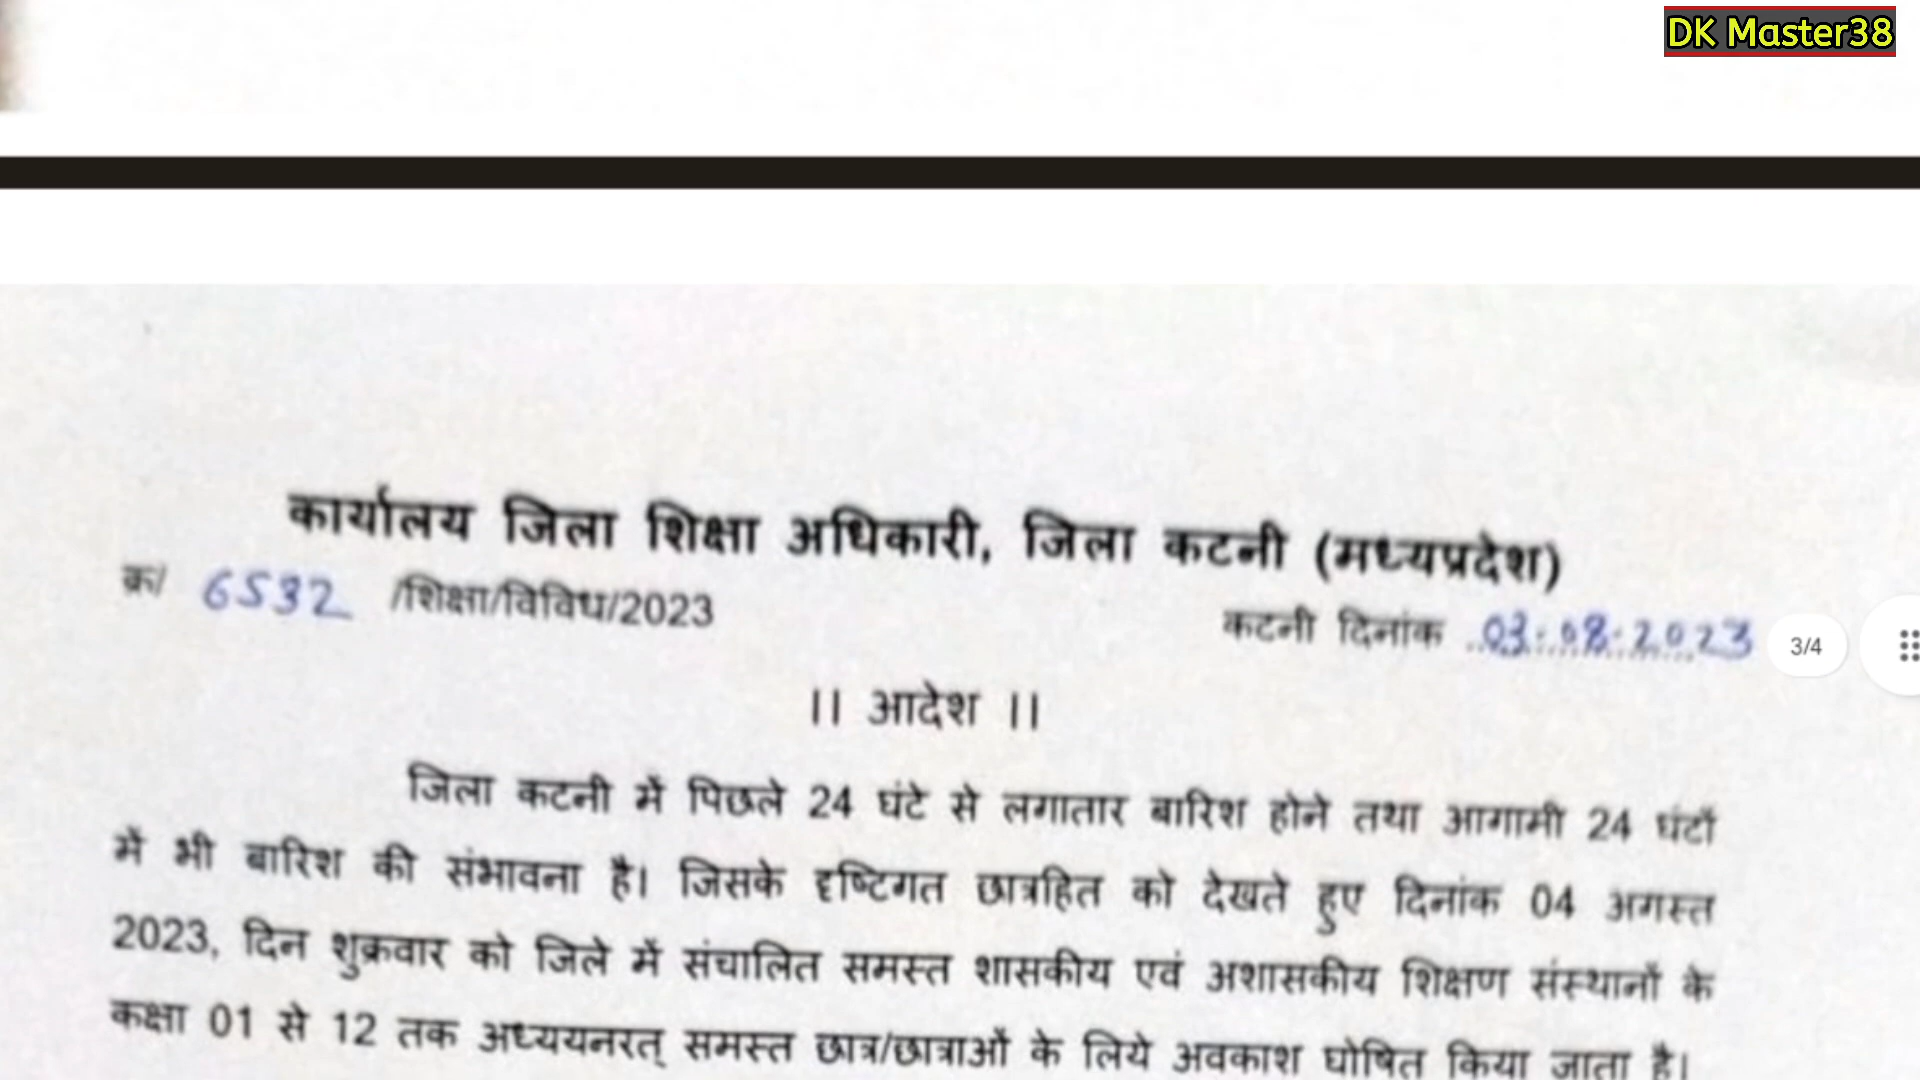 DK Master38
कार्यालय जिला शिक्षा अधिकारी, जिला कटनी (मध्यप्रदेश)
क्र/ 6532 /शिक्षा/विविध/2023 कटनी दिनांक 03.08.2023
3/4
।। आदेश ।।
जिला कटनी में पिछले 24 घंटे से लगातार बारिश होने तथा आगामी 24 घंटों
में भी बारिश की संभावना है। जिसके दृष्टिगत छात्रहित को देखते हुए दिनांक 04 अगस्त
2023, दिन शुक्रवार को जिले में संचालित समस्त शासकीय एवं अशासकीय शिक्षण संस्थानों के
कक्षा 01 से 12 तक अध्ययनरत् समस्त छात्र/छात्राओं के लिये अवकाश घोषित किया जाता है।